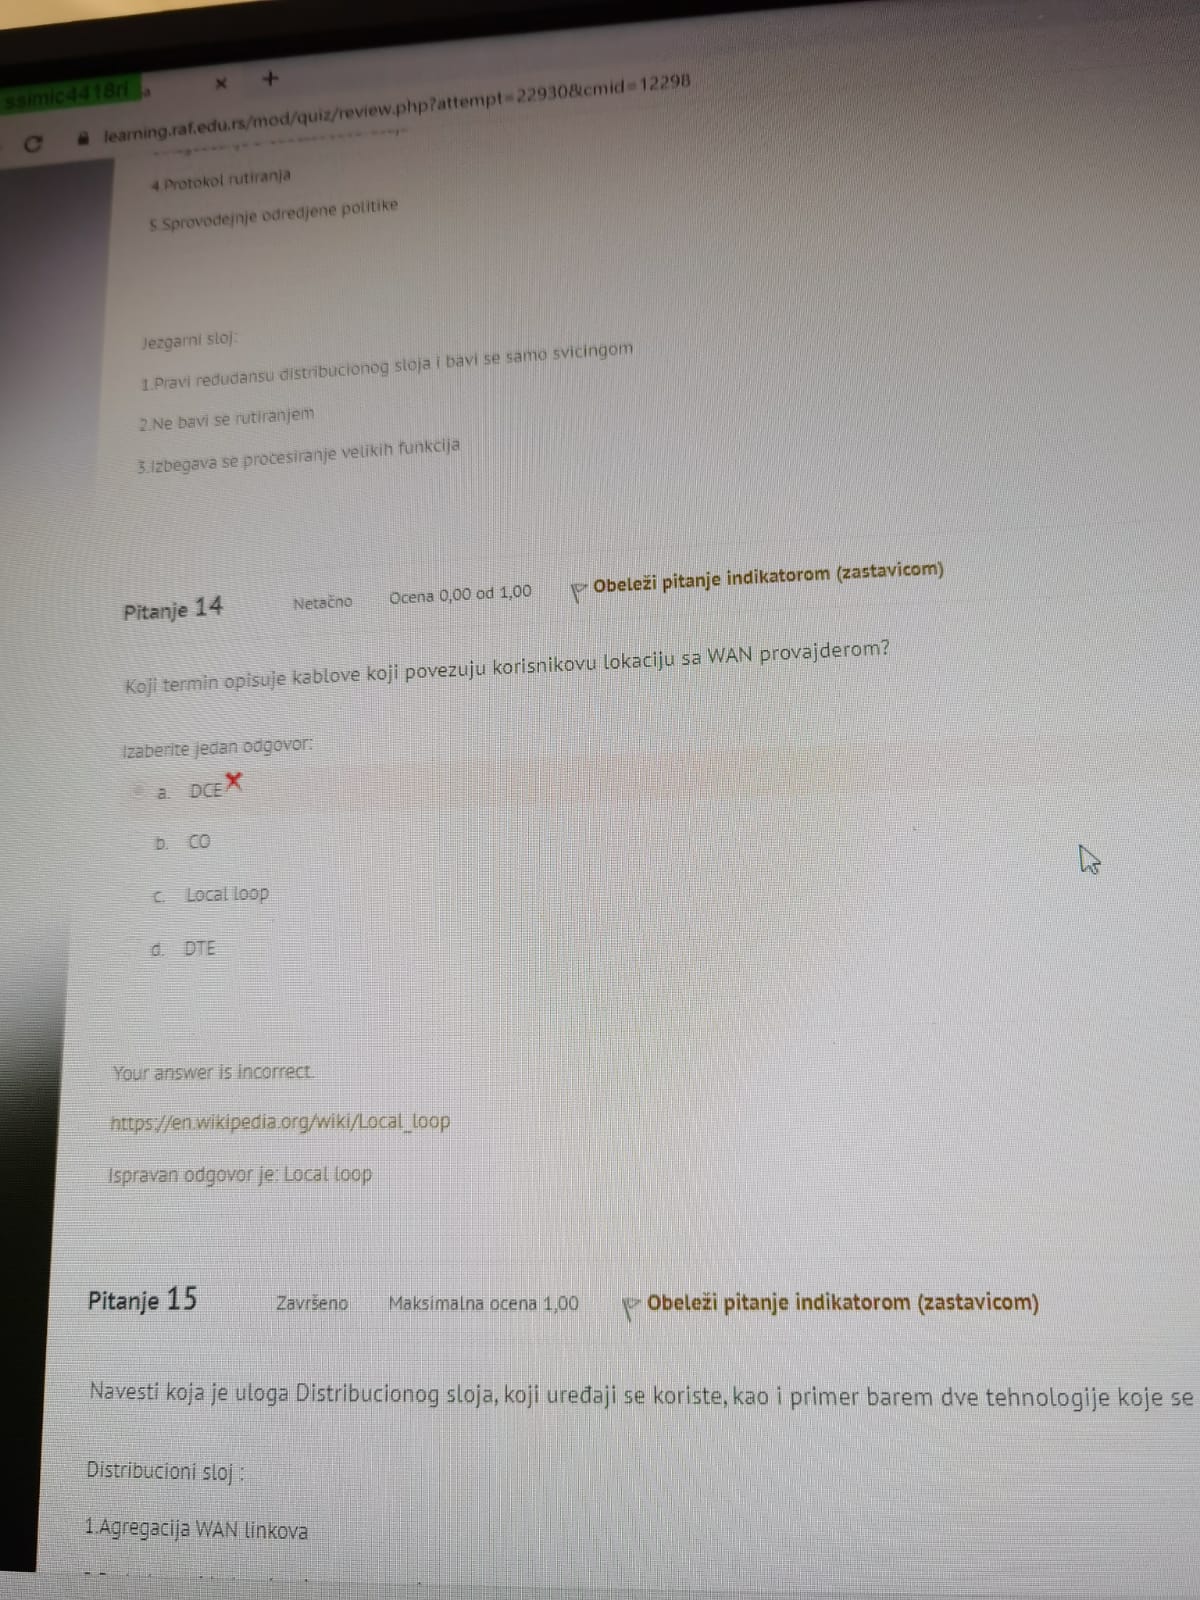 ssimic4418rl
learning.raf.edu.rs/mod/quiz/review.php?attempt=22930&cmid=12298
4.Protokol rutiranja
5.Sprovodejnje odredjene politike
Jezgarni sloj:
1.Pravi redudansu distribucionog sloja i bavi se samo svicingom
2.Ne bavi se rutiranjem
3.Izbegava se procesiranje velikih funkcija
Pitanje 14 Netačno Ocena 0,00 od 1,00 Obeleži pitanje indikatorom (zastavicom)
Koji termin opisuje kablove koji povezuju korisnikovu lokaciju sa WAN provajderom?
Izaberite jedan odgovor:
a. DCE
b. CO
c. Local loop
d. DTE
Your answer is incorrect.
https://en.wikipedia.org/wiki/Local_loop
Ispravan odgovor je: Local loop
Pitanje 15 Završeno Maksimalna ocena 1,00 Obeleži pitanje indikatorom (zastavicom)
Navesti koja je uloga Distribucionog sloja, koji uređaji se koriste, kao i primer barem dve tehnologije koje se
Distribucioni sloj :
1.Agregacija WAN linkova